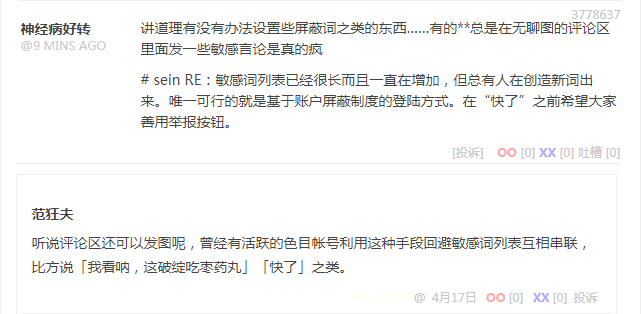 3778637
神经病好转
@9 MINS AGO
讲道理有没有办法设置些屏蔽词之类的东西……有的**总是在无聊图的评论区
里面发一些敏感言论是真的疯
# sein RE：敏感词列表已经很长而且一直在增加，但总有人在创造新词出
来。唯一可行的就是基于账户屏蔽制度的登陆方式。在“快了”之前希望大家
善用举报按钮。
[投诉] OO [0] XX [0] 吐槽 [0]
范狂夫
听说评论区还可以发图呢，曾经有活跃的色目帐号利用这种手段回避敏感词列表互相串联，
比方说「我看呐，这破绽吃枣药丸」「快了」之类。
@ 4月17日 OO [0] XX [0] 投诉